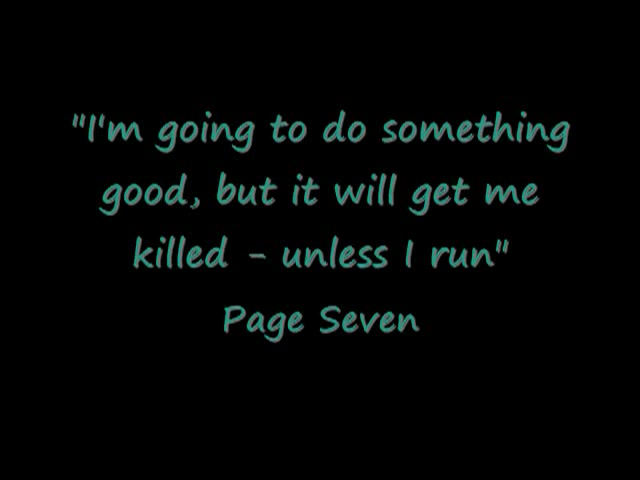 "I'm going to do something
good, but it will get me
killed - unless I run"
Page Seven